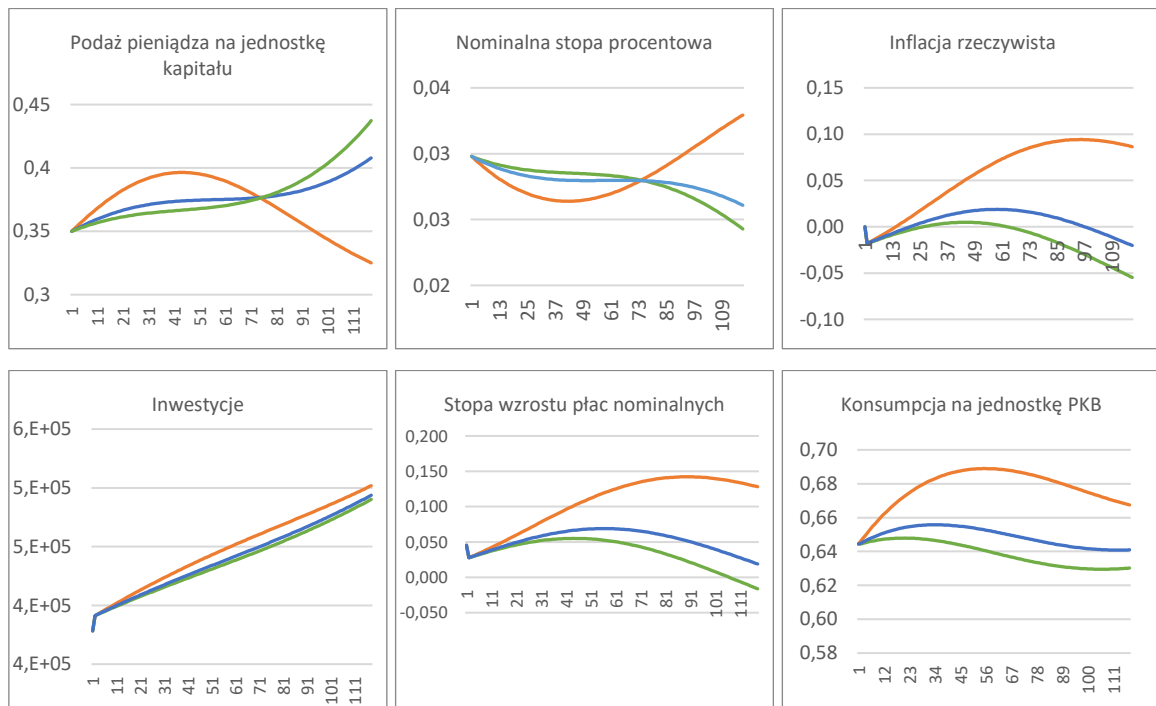 Podaż pieniądza na jednostkę
kapitału
0,45
0,4
0,35
0,3
1 11 21 31 41 51 61 71 81 91 101 111
Nominalna stopa procentowa
0,04
0,03
0,03
0,02
1 13 25 37 49 61 73 85 97 109
Inflacja rzeczywista
0,15
0,10
0,05
0,00
-0,05
-0,10
1 13 25 37 49 61 73 85 97 109
Inwestycje
6,E+05
5,E+05
5,E+05
4,E+05
4,E+05
1 11 21 31 41 51 61 71 81 91 101 111
Stopa wzrostu płac nominalnych
0,200
0,150
0,100
0,050
0,000
-0,050
1 11 21 31 41 51 61 71 81 91 101 111
Konsumpcja na jednostkę PKB
0,70
0,68
0,66
0,64
0,62
0,60
0,58
1 12 23 34 45 56 67 78 89 100 111